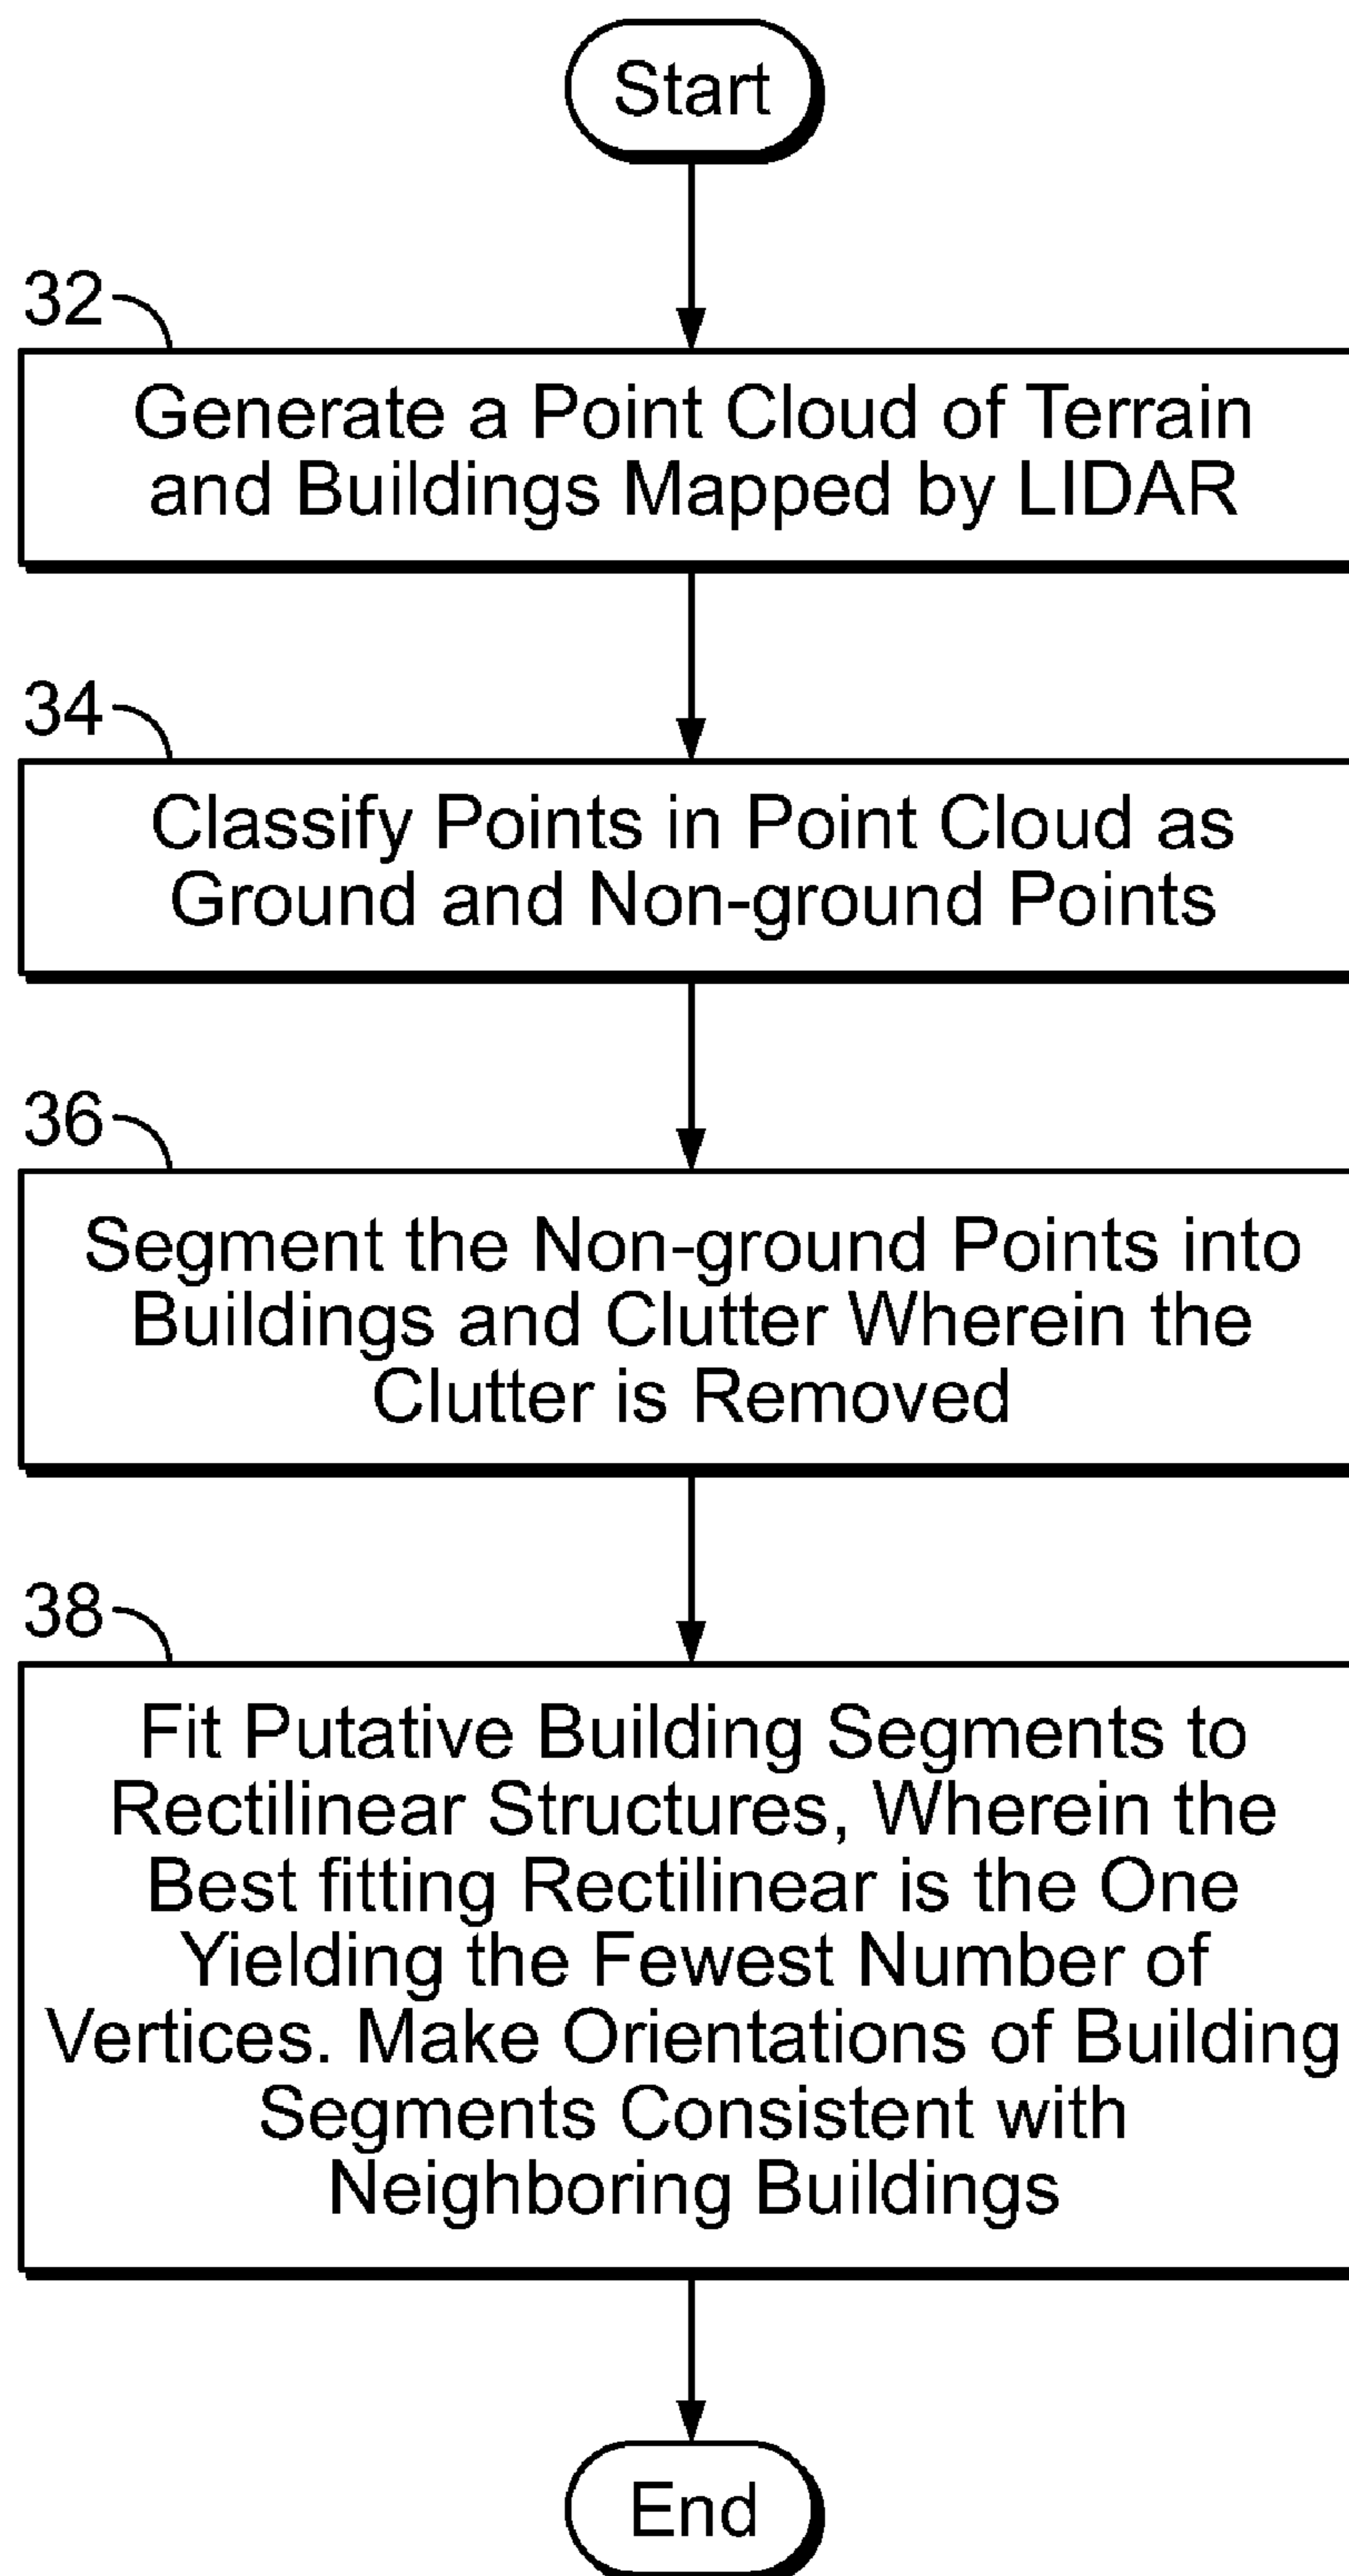 Start
32
Generate a Point Cloud of Terrain
and Buildings Mapped by LIDAR
34
Classify Points in Point Cloud as
Ground and Non-ground Points
36
Segment the Non-ground Points into
Buildings and Clutter Wherein the
Clutter is Removed
38
Fit Putative Building Segments to
Rectilinear Structures, Wherein the
Best fitting Rectilinear is the One
Yielding the Fewest Number of
Vertices. Make Orientations of Building
Segments Consistent with
Neighboring Buildings
End